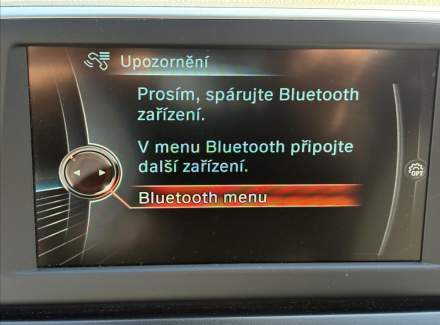 Upozornění
Prosím, spárujte Bluetooth
zařízení.
V menu Bluetooth připojte
další zařízení.
OPT
Bluetooth menu